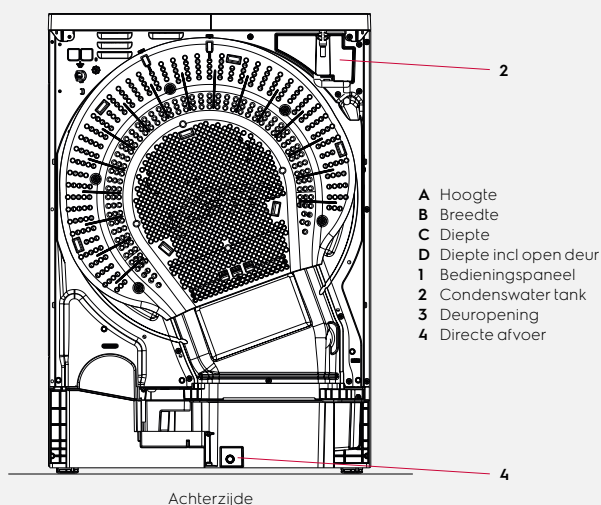 2
A Hoogte
B Breedte
C Diepte
D Diepte incl open deur
1 Bedieningspaneel
2 Condenswater tank
3 Deuropening
4 Directe afvoer
4
Achterzijde